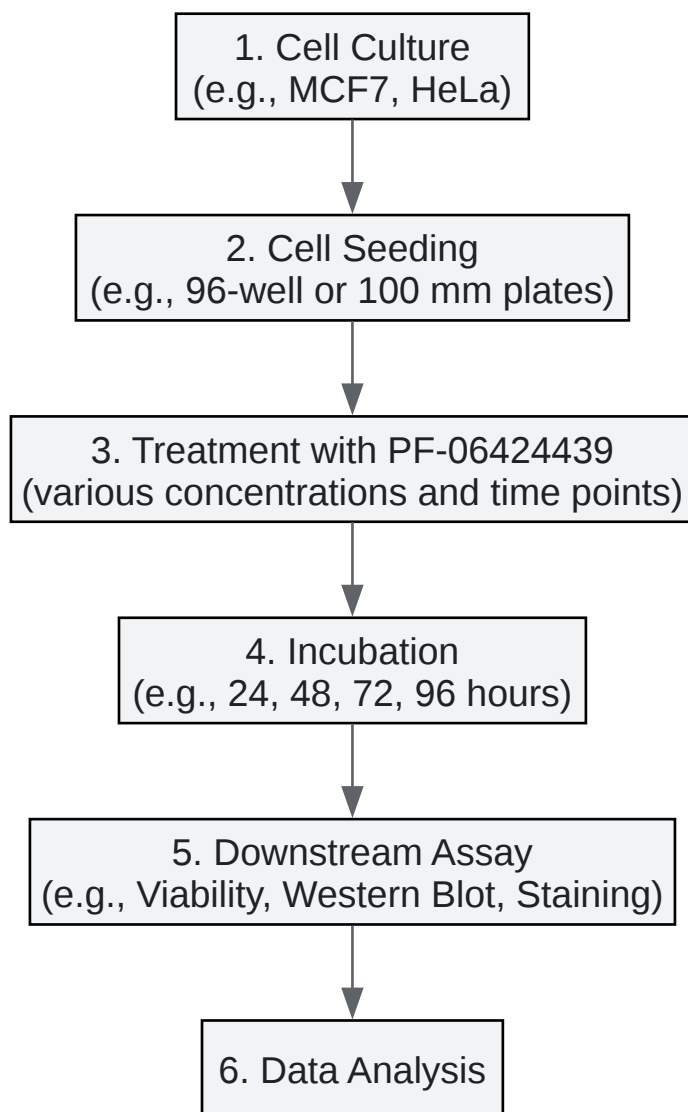 1. Cell Culture
(e.g., MCF7, HeLa)
2. Cell Seeding
(e.g., 96-well or 100 mm plates)
3. Treatment with PF-06424439
(various concentrations and time points)
4. Incubation
(e.g., 24, 48, 72, 96 hours)
5. Downstream Assay
(e.g., Viability, Western Blot, Staining)
6. Data Analysis